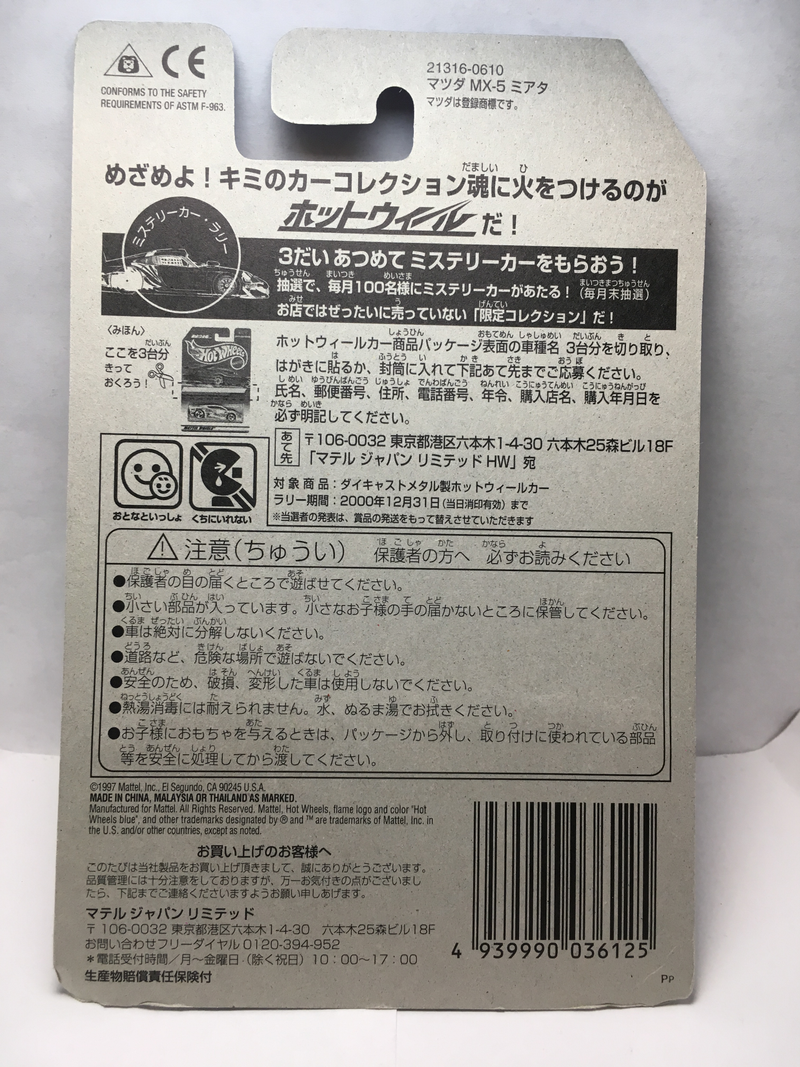 CE
CONFORMS TO THE SAFETY
REQUIREMENTS OF ASTM F-963.
21316-0610
マツダ MX-5 ミアタ
マツダは登録商標です。
めざめよ!キミのカーコレクション魂に火をつけるのが
ホットウィールだ!
ミステリーカー・ラリー
3だい あつめて ミステリーカーをもらおう!
抽選で、毎月100名様にミステリーカーがあたる!(毎月末抽選)
お店ではぜったいに売っていない「限定コレクション」だ!
〈みほん〉
ここを3台分
きって
おくろう!
Hot Wheels
ホットウィールカー商品パッケージ表面の車種名 3台分を切り取り、
はがきに貼るか、封筒に入れて下記あて先までご応募ください。
氏名、郵便番号、住所、電話番号、年令、購入店名、購入年月日を
必ず明記してください。
あて先
〒106-0032 東京都港区六本木1-4-30 六本木25森ビル18F
「マテル ジャパン リミテッド HW」宛
対象商品:ダイキャストメタル製ホットウィールカー
ラリー期間:2000年12月31日(当日消印有効)まで
※当選者の発表は、賞品の発送をもって替えさせていただきます
おとなといっしょ くちにいれない
注意(ちゅうい) 保護者の方へ 必ずお読みください
●保護者の目の届くところで遊ばせてください。
●小さい部品が入っています。小さなお子様の手の届かないところに保管してください。
●車は絶対に分解しないください。
●道路など、危険な場所で遊ばないでください。
●安全のため、破損、変形した車は使用しないでください。
●熱湯消毒には耐えられません。水、ぬるま湯でお拭きください。
●お子様におもちゃを与えるときは、パッケージから外し、取り付けに使われている部品
等を安全に処理してから渡してください。
©1997 Mattel, Inc., El Segundo, CA 90245 U.S.A.
MADE IN CHINA, MALAYSIA OR THAILAND AS MARKED.
Manufactured for Mattel. All Rights Reserved. Mattel, Hot Wheels, flame logo and color "Hot
Wheels blue", and other trademarks designated by ® and ™ are trademarks of Mattel, Inc. in
the U.S. and/or other countries, except as noted.
お買い上げのお客様へ
このたびは当社製品をお買い上げ頂きまして、誠にありがとうございます。
品質管理には十分注意をしておりますが、万一お気付きの点がございまし
たら、下記までご連絡くださいますようお願い申しあげます。
マテル ジャパン リミテッド
〒106-0032 東京都港区六本木1-4-30 六本木25森ビル18F
お問い合わせフリーダイヤル 0120-394-952
*電話受付時間/月~金曜日(除く祝日)10:00~17:00
生産物賠償責任保険付
4 939990 036125
PP